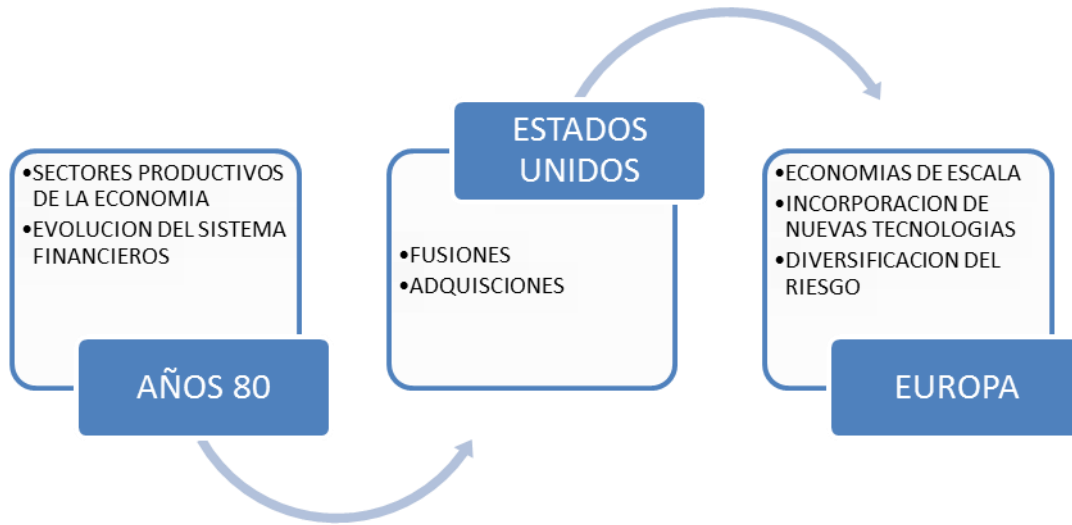 •SECTORES PRODUCTIVOS
DE LA ECONOMIA
•EVOLUCION DEL SISTEMA
FINANCIEROS
AÑOS 80
ESTADOS
UNIDOS
•FUSIONES
•ADQUISCIONES
•ECONOMIAS DE ESCALA
•INCORPORACION DE
NUEVAS TECNOLOGIAS
•DIVERSIFICACION DEL
RIESGO
EUROPA